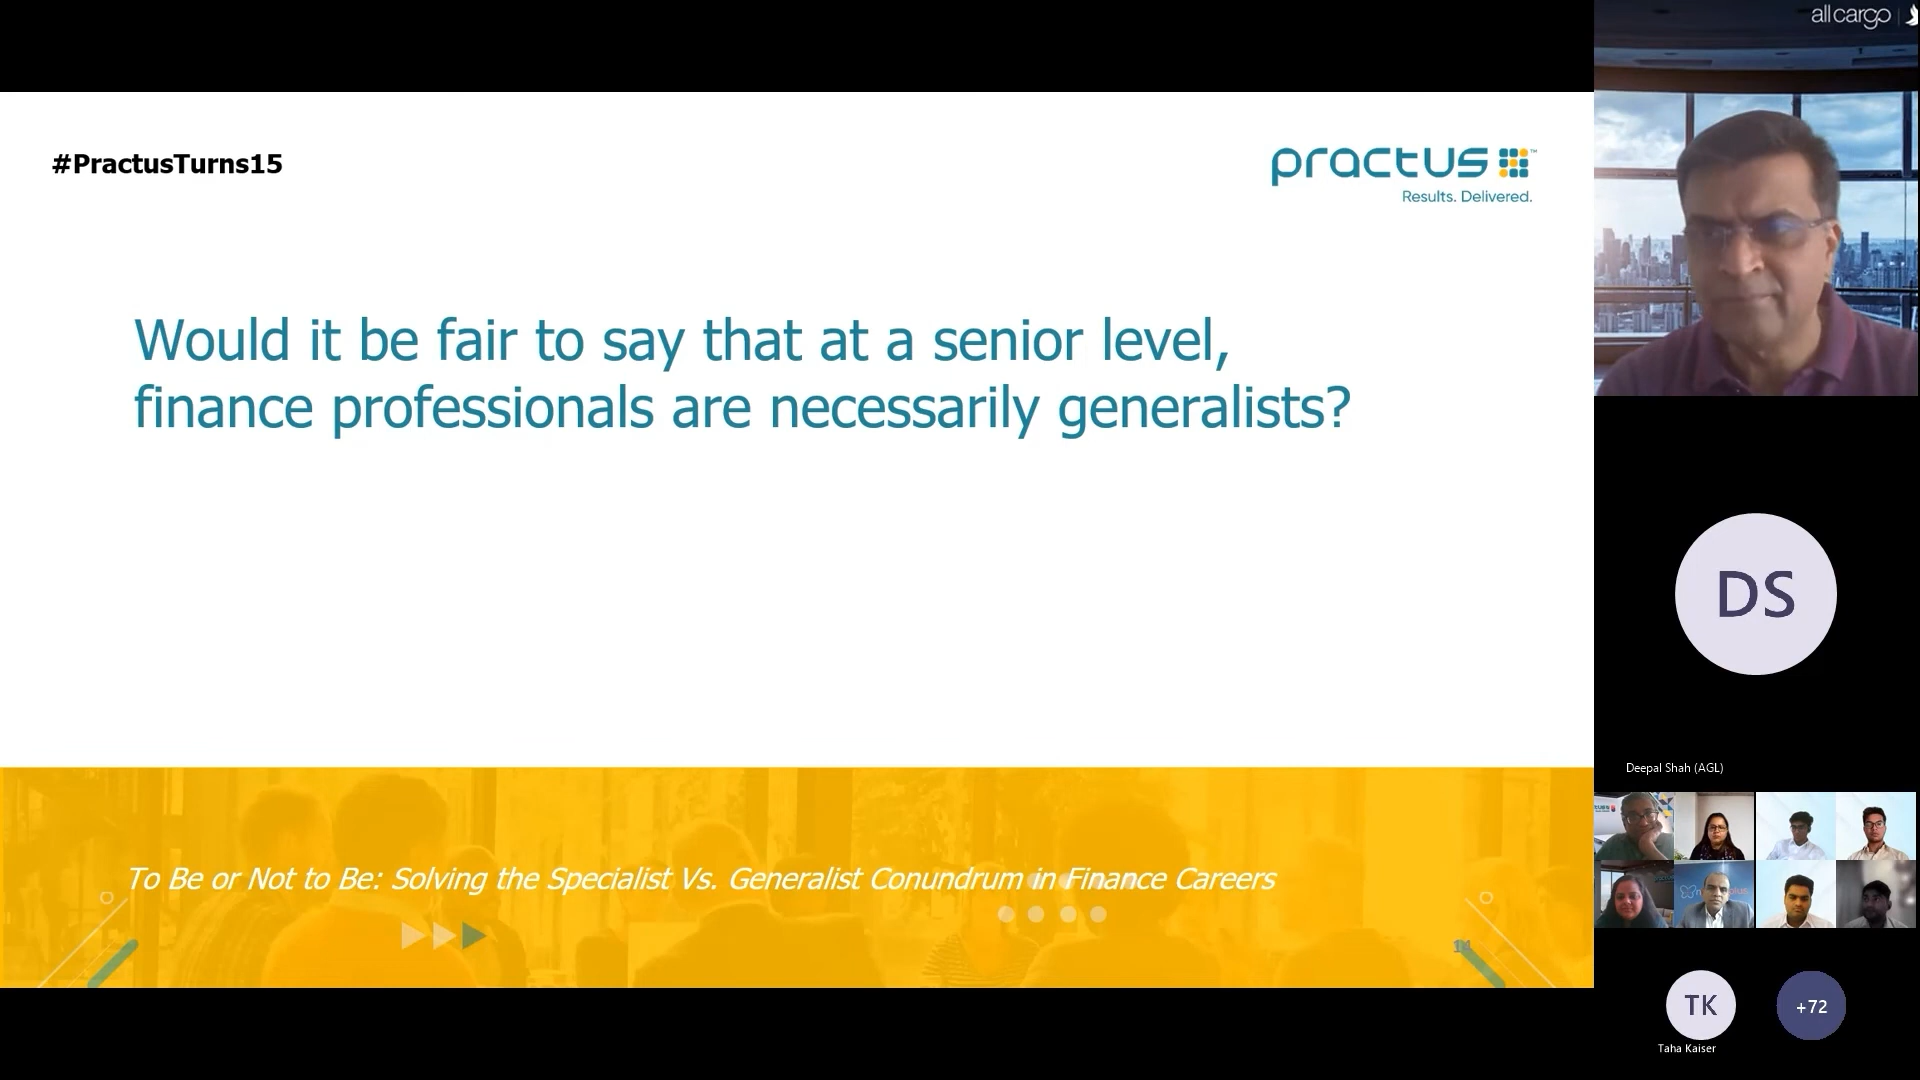 allcargo
#PractusTurns15
practus
TM
Results. Delivered.
Would it be fair to say that at a senior level,
finance professionals are necessarily generalists?
DS
Deepal Shah (AGL)
To Be or Not to Be: Solving the Specialist Vs. Generalist Conundrum in Finance Careers
14
TK
+72
Taha Kaiser